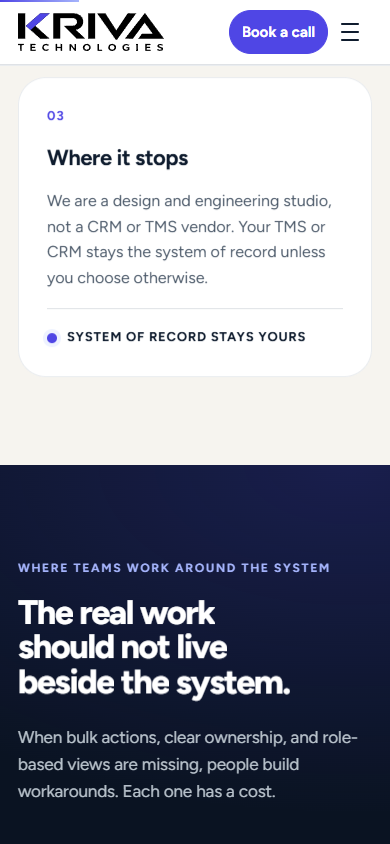 KRIVA
TECHNOLOGIES
Book a call
03
Where it stops
We are a design and engineering studio,
not a CRM or TMS vendor. Your TMS or
CRM stays the system of record unless
you choose otherwise.
SYSTEM OF RECORD STAYS YOURS
WHERE TEAMS WORK AROUND THE SYSTEM
The real work
should not live
beside the system.
When bulk actions, clear ownership, and role-
based views are missing, people build
workarounds. Each one has a cost.